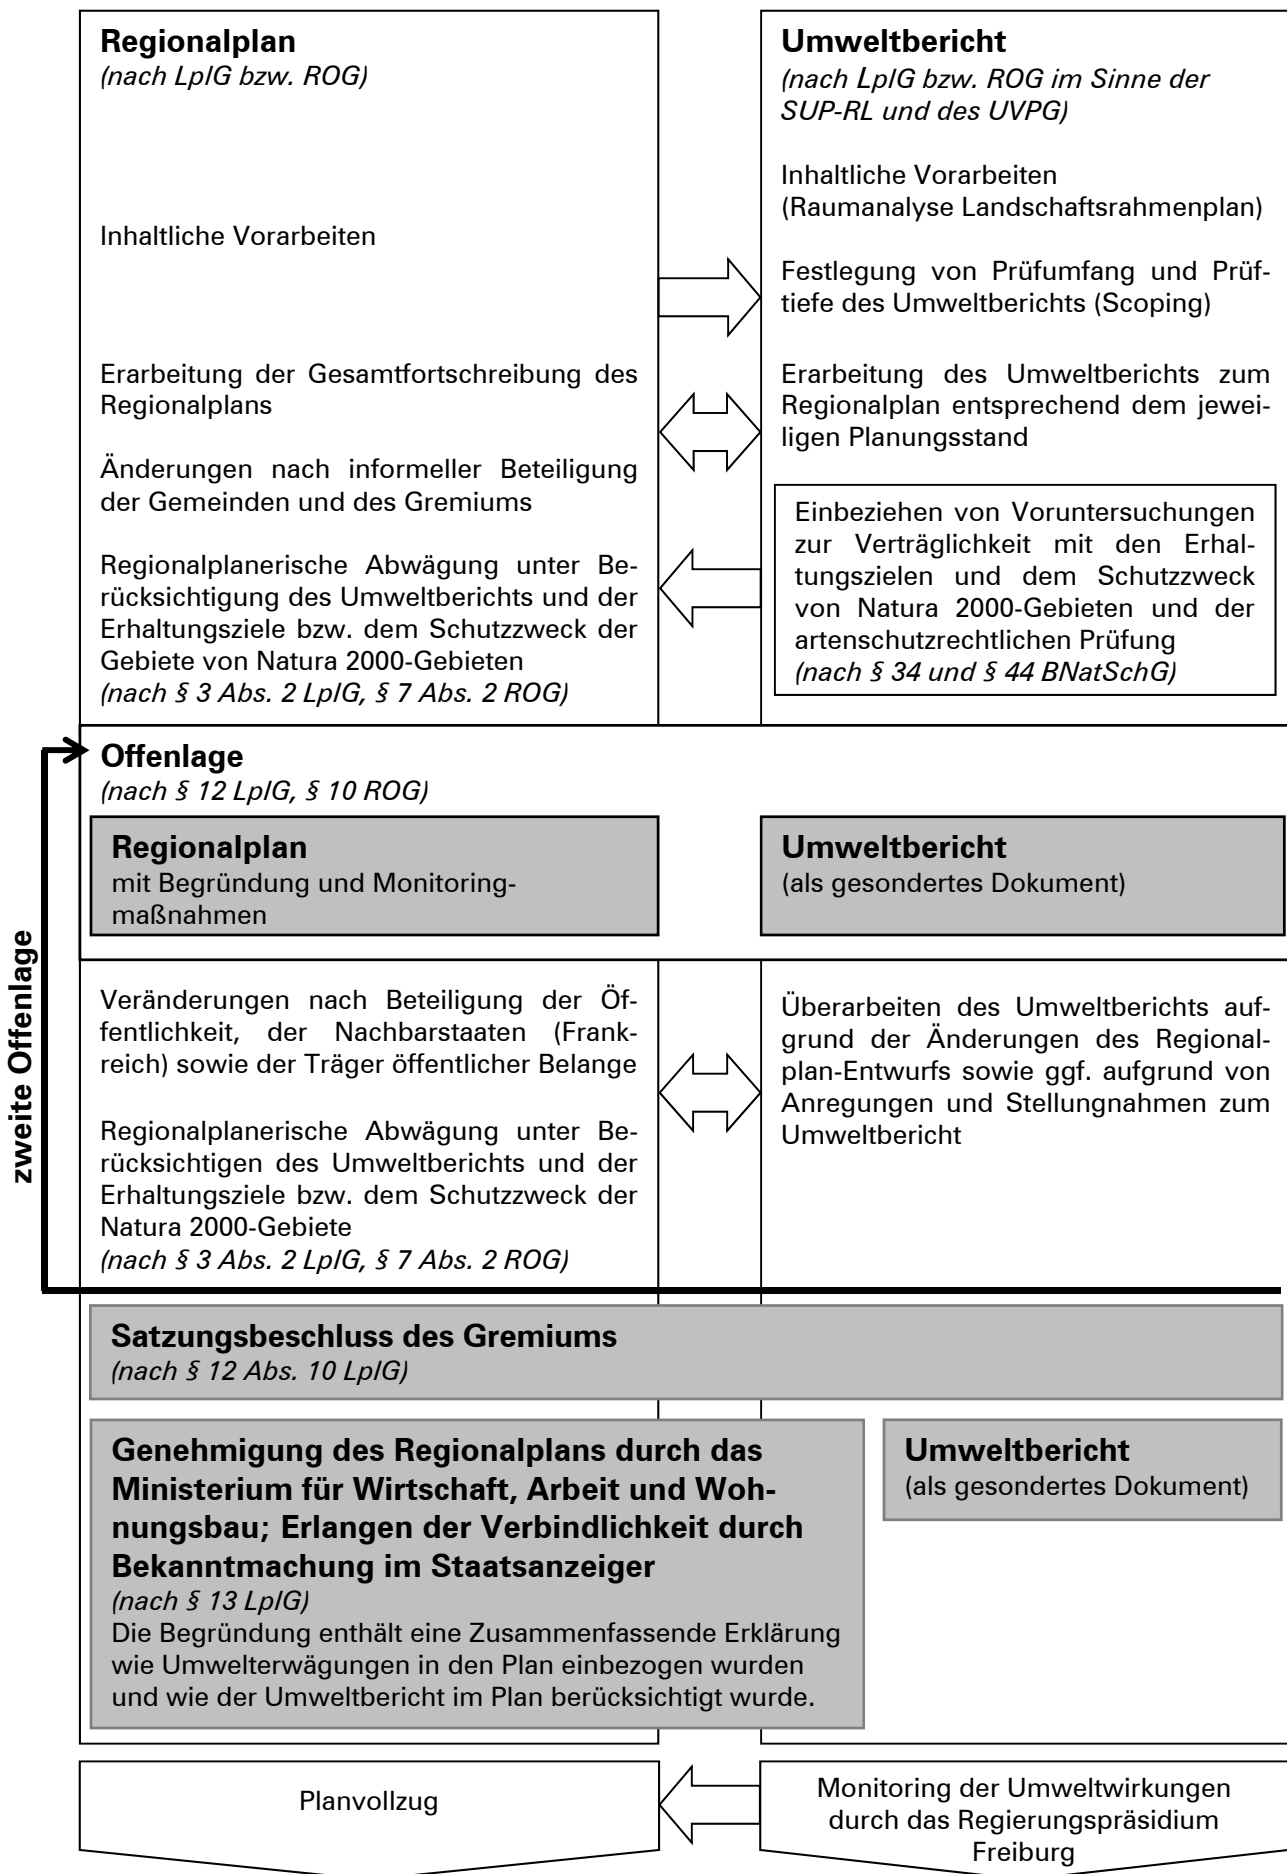 Regionalplan
(nach LplG bzw. ROG)
Inhaltliche Vorarbeiten
Erarbeitung der Gesamtfortschreibung des
Regionalplans
Änderungen nach informeller Beteiligung
der Gemeinden und des Gremiums
Regionalplanerische Abwägung unter Be-
rücksichtigung des Umweltberichts und der
Erhaltungsziele bzw. dem Schutzzweck der
Gebiete von Natura 2000-Gebieten
(nach § 3 Abs. 2 LplG, § 7 Abs. 2 ROG)
Umweltbericht
(nach LplG bzw. ROG im Sinne der
SUP-RL und des UVPG)
Inhaltliche Vorarbeiten
(Raumanalyse Landschaftsrahmenplan)
Festlegung von Prüfumfang und Prüf-
tiefe des Umweltberichts (Scoping)
Erarbeitung des Umweltberichts zum
Regionalplan entsprechend dem jewei-
ligen Planungsstand
Einbeziehen von Voruntersuchungen
zur Verträglichkeit mit den Erhal-
tungszielen und dem Schutzzweck
von Natura 2000-Gebieten und der
artenschutzrechtlichen Prüfung
(nach § 34 und § 44 BNatSchG)
zweite Offenlage
Offenlage
(nach § 12 LplG, § 10 ROG)
Regionalplan
mit Begründung und Monitoring-
maßnahmen
Umweltbericht
(als gesondertes Dokument)
Veränderungen nach Beteiligung der Öf-
fentlichkeit, der Nachbarstaaten (Frank-
reich) sowie der Träger öffentlicher Belange
Regionalplanerische Abwägung unter Be-
rücksichtigen des Umweltberichts und der
Erhaltungsziele bzw. dem Schutzzweck der
Natura 2000-Gebiete
(nach § 3 Abs. 2 LplG, § 7 Abs. 2 ROG)
Überarbeiten des Umweltberichts auf-
grund der Änderungen des Regional-
plan-Entwurfs sowie ggf. aufgrund von
Anregungen und Stellungnahmen zum
Umweltbericht
Satzungsbeschluss des Gremiums
(nach § 12 Abs. 10 LplG)
Genehmigung des Regionalplans durch das
Ministerium für Wirtschaft, Arbeit und Woh-
nungsbau; Erlangen der Verbindlichkeit durch
Bekanntmachung im Staatsanzeiger
(nach § 13 LplG)
Die Begründung enthält eine Zusammenfassende Erklärung
wie Umwelterwägungen in den Plan einbezogen wurden
und wie der Umweltbericht im Plan berücksichtigt wurde.
Umweltbericht
(als gesondertes Dokument)
Planvollzug
Monitoring der Umweltwirkungen
durch das Regierungspräsidium
Freiburg